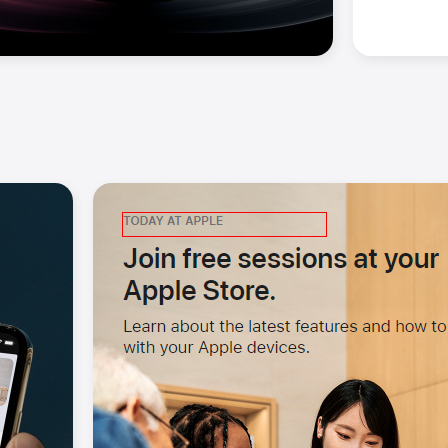 TODAY AT APPLE
Join free sessions at your
Apple Store.
Learn about the latest features and how to
with your Apple devices.